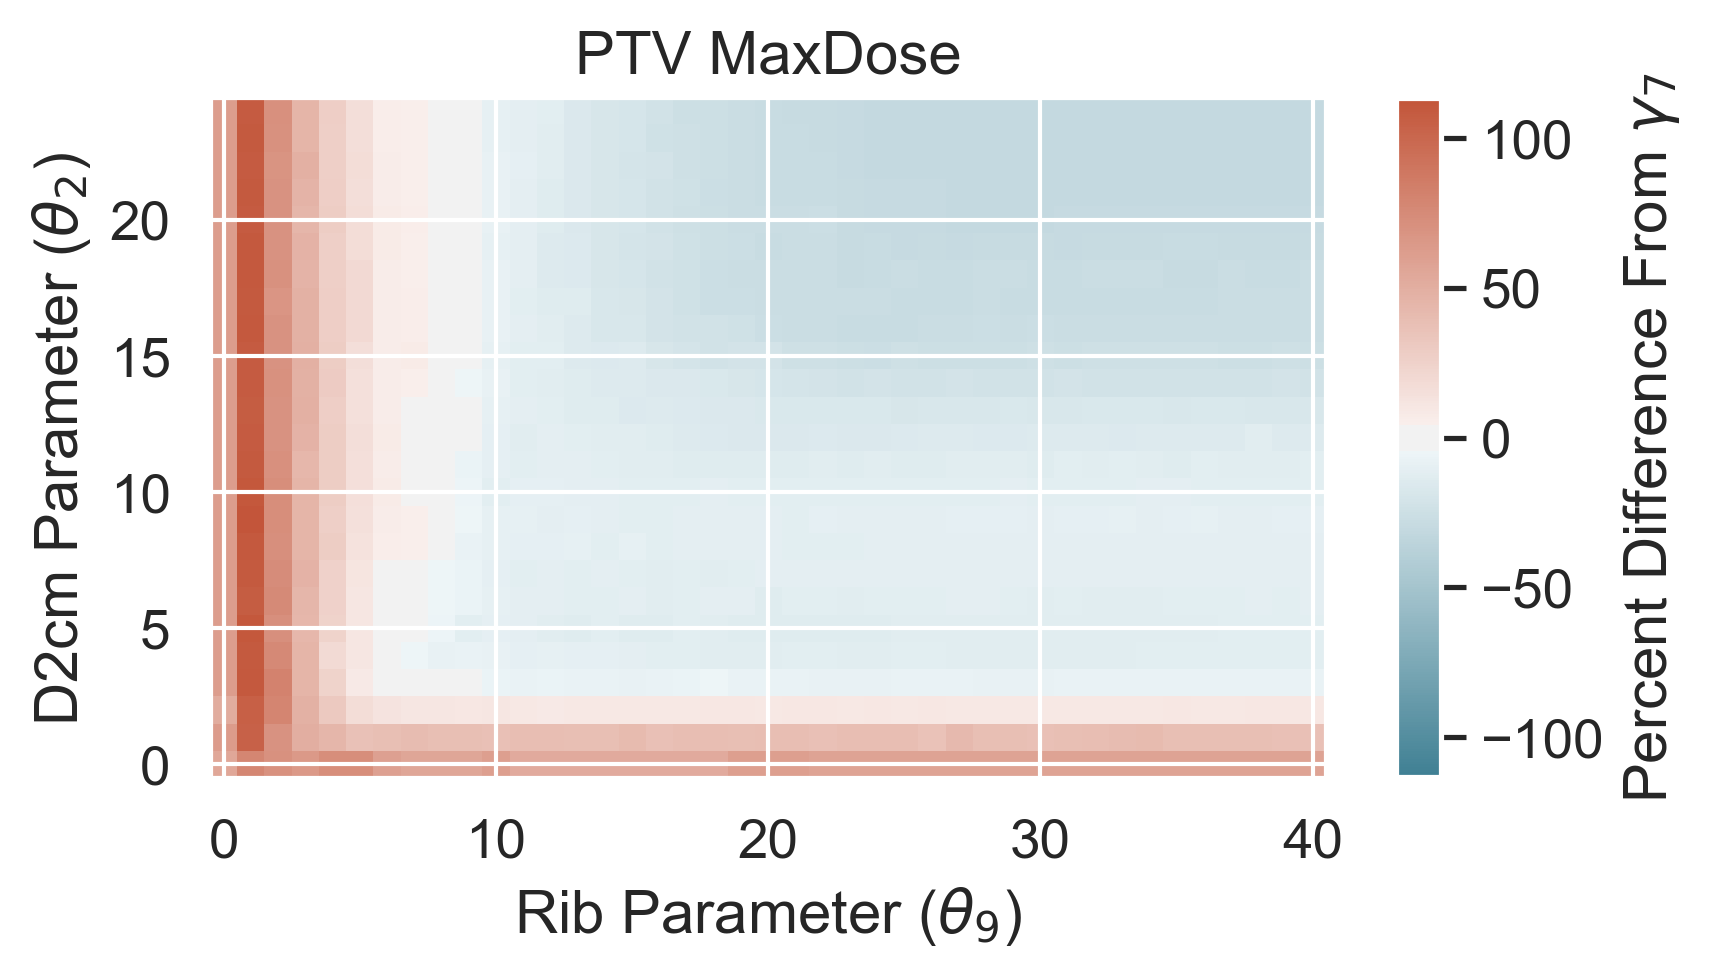 PTV MaxDose
D2cm Parameter (θ₂)
20
15
10
5
0
0 10 20 30 40
Rib Parameter (θ₉)
100
50
0
−50
−100
Percent Difference From γ₇